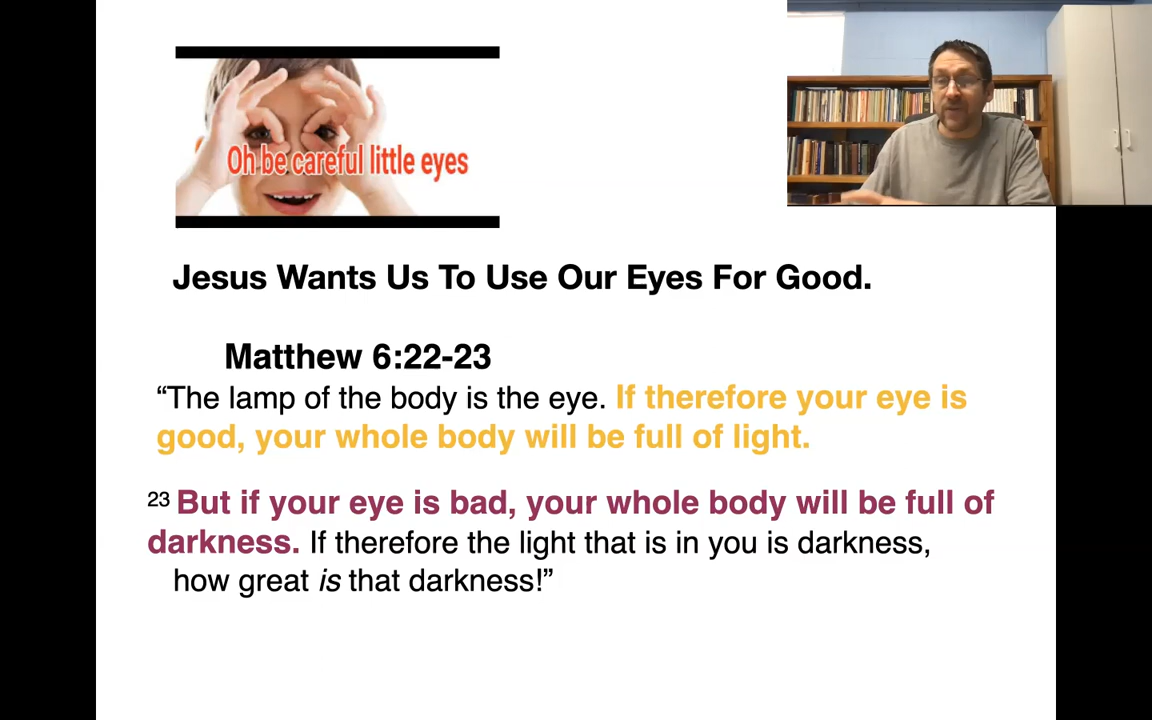 Oh be careful little eyes
Jesus Wants Us To Use Our Eyes For Good.
Matthew 6:22-23
“The lamp of the body is the eye. If therefore your eye is
good, your whole body will be full of light.
23 But if your eye is bad, your whole body will be full of
darkness. If therefore the light that is in you is darkness,
how great is that darkness!”